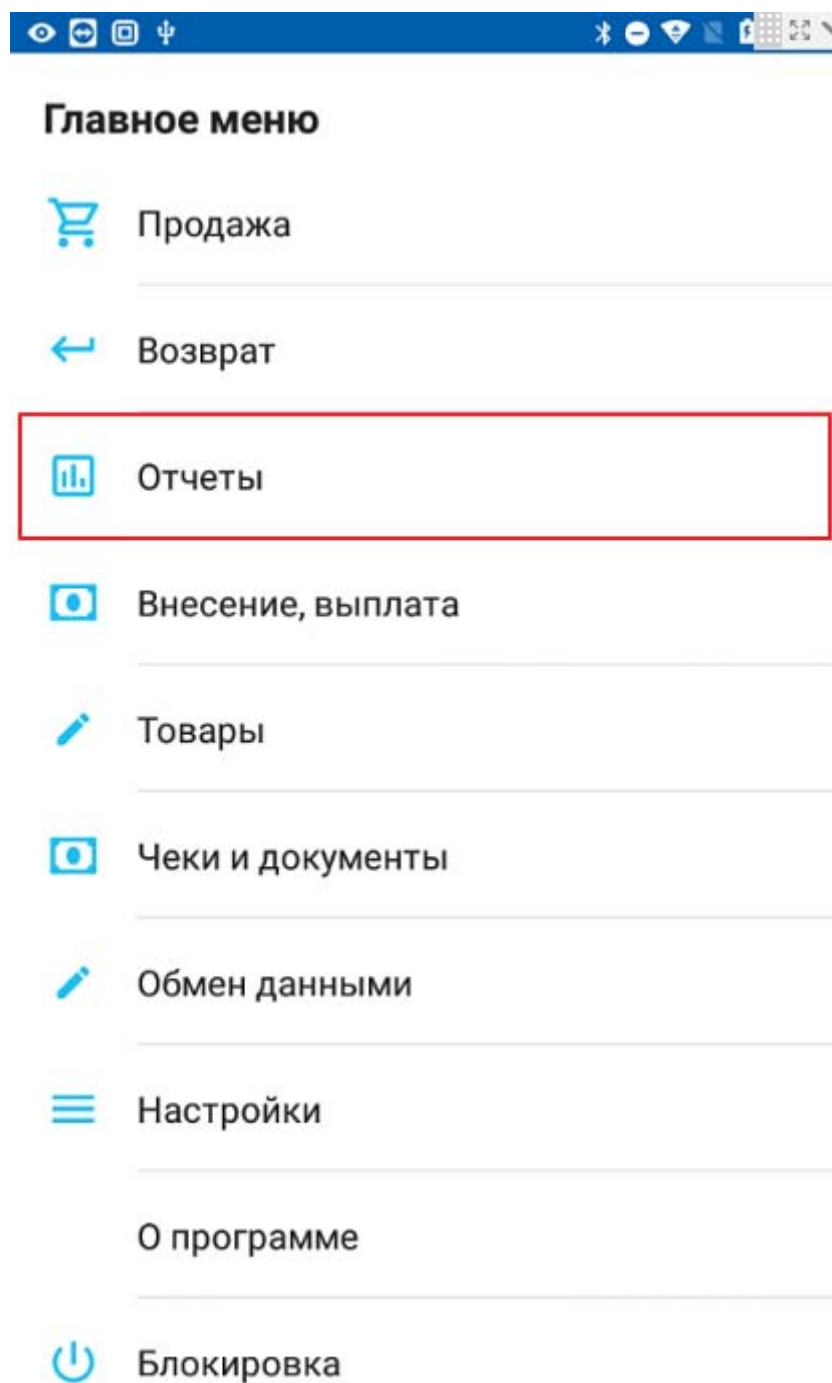 Главное меню
Продажа
Возврат
Отчеты
Внесение, выплата
Товары
Чеки и документы
Обмен данными
Настройки
О программе
Блокировка